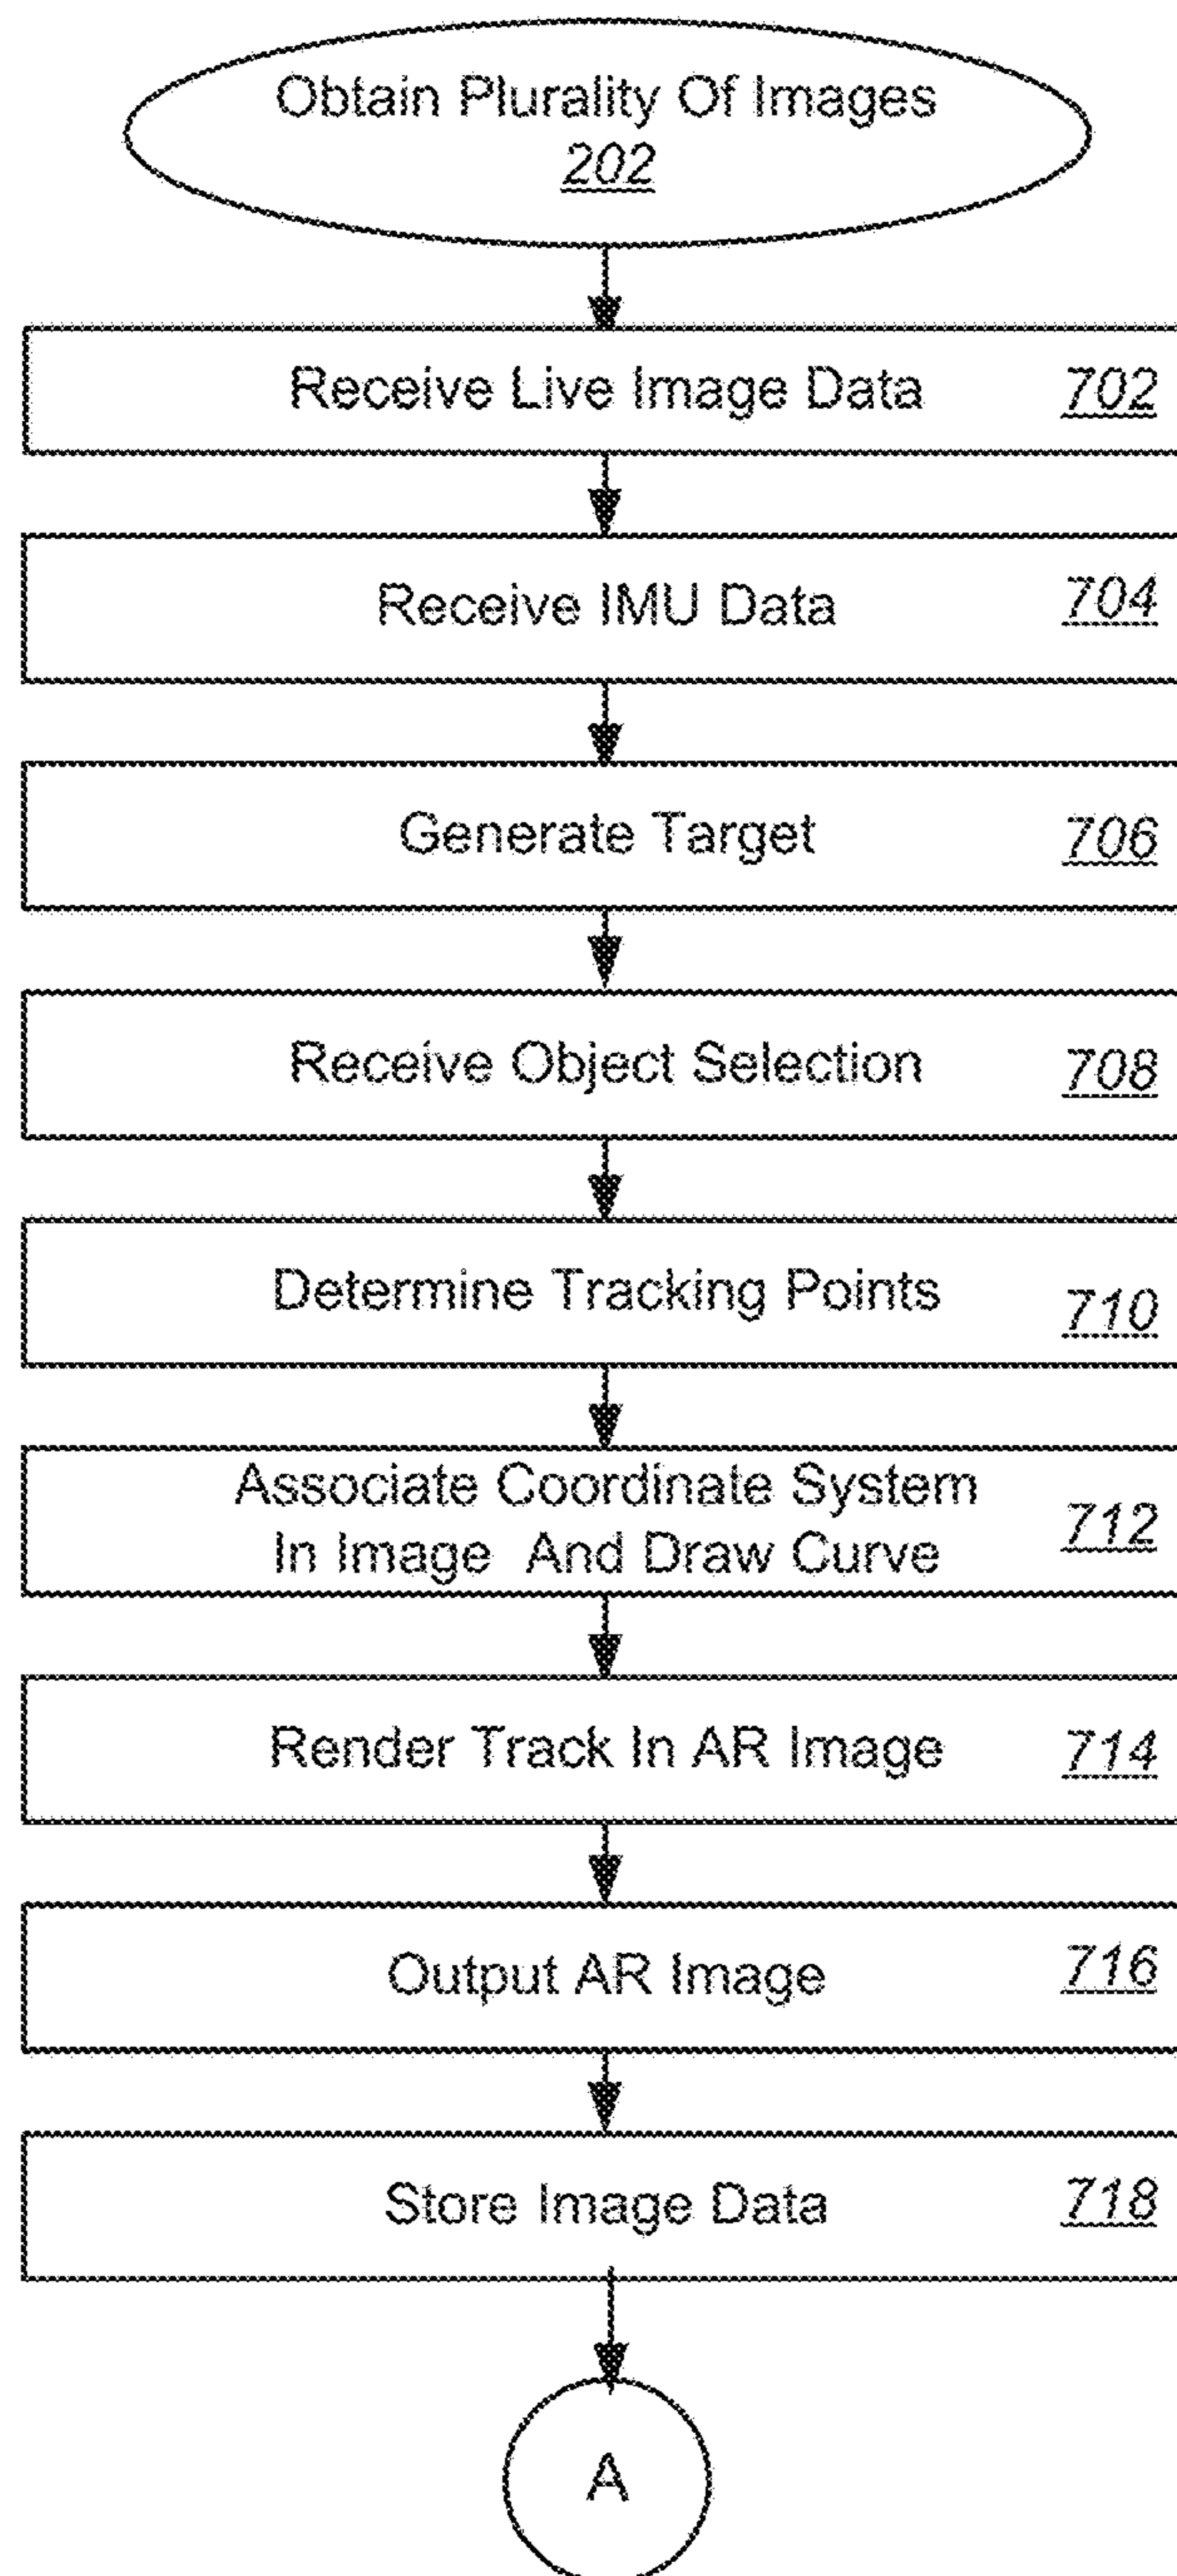 Obtain Plurality Of Images
202
Receive Live Image Data 702
Receive IMU Data 704
Generate Target 706
Receive Object Selection 708
Determine Tracking Points 710
Associate Coordinate System
In Image And Draw Curve 712
Render Track In AR Image 714
Output AR Image 716
Store Image Data 718
A